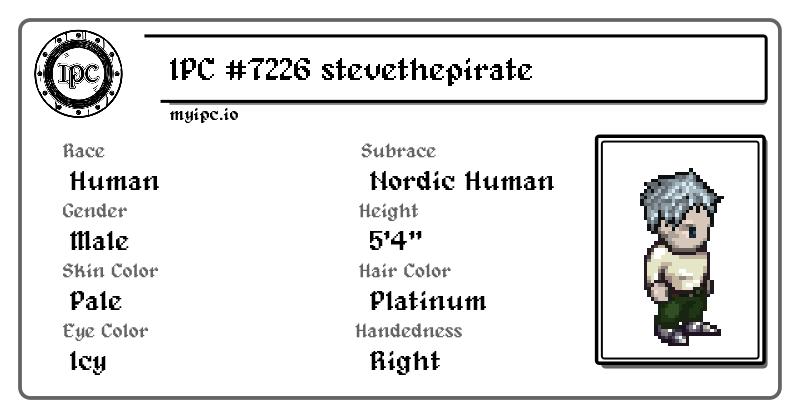 IPC
IPC #7226 stevethepirate
myipc.io
Race
Human
Subrace
Nordic Human
Gender
Male
Height
5'4"
Skin Color
Pale
Hair Color
Platinum
Eye Color
Icy
Handedness
Right